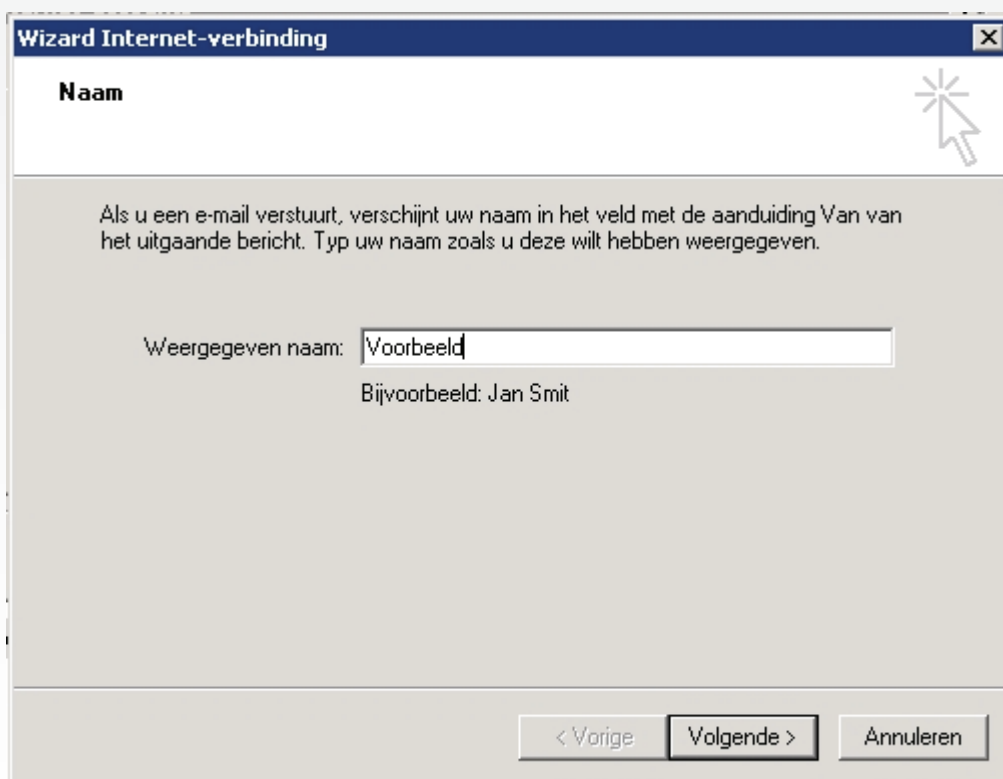 Wizard Internet-verbinding
Naam
Als u een e-mail verstuurt, verschijnt uw naam in het veld met de aanduiding Van van
het uitgaande bericht. Typ uw naam zoals u deze wilt hebben weergegeven.
Weergegeven naam: Voorbeeld
Bijvoorbeeld: Jan Smit
< Vorige Volgende > Annuleren